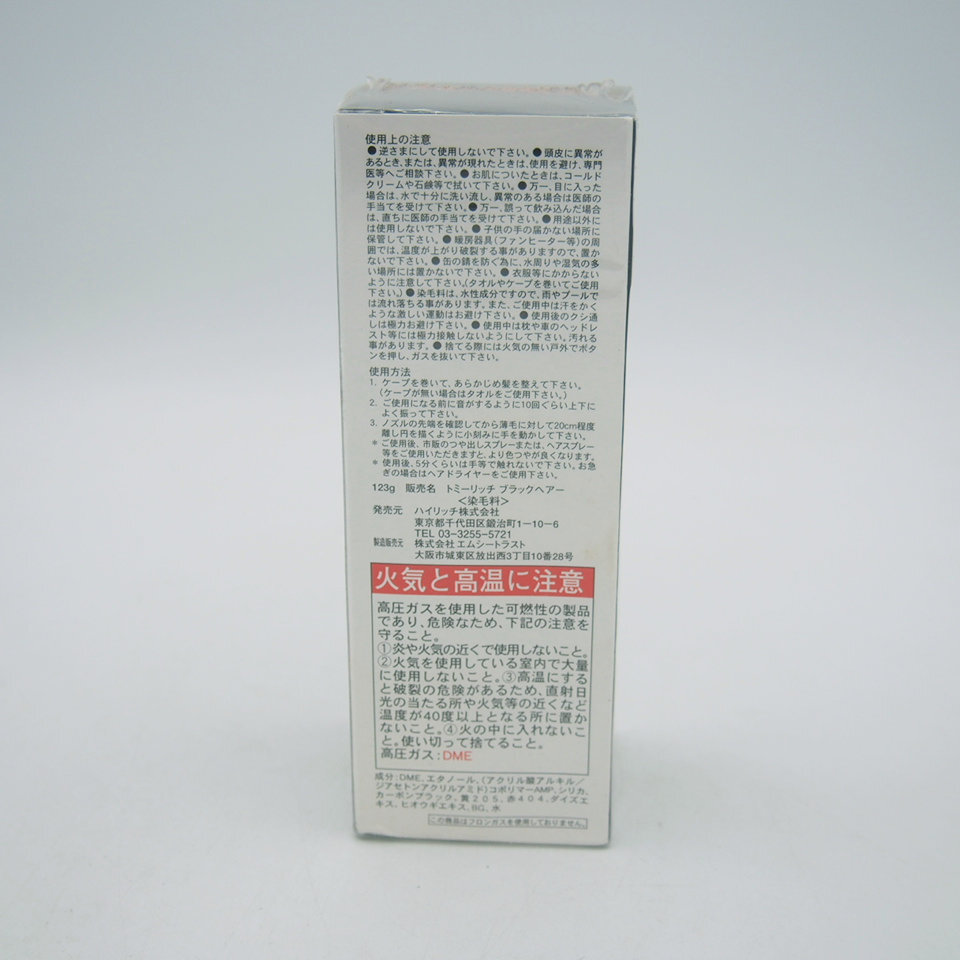 使用上の注意
●逆さまにして使用しないで下さい。●頭皮に異常が
あるとき、または、異常が現れたときは、使用を避け、専門
医等へご相談下さい。●お肌についたときは、コールド
クリームや石鹸等で拭いて下さい。●万一、目に入った
場合は、水で十分に洗い流し、異常のある場合は医師の
手当てを受けて下さい。●万一、誤って飲み込んだ場合
は、直ちに医師の手当てを受けて下さい。●用途以外に
は使用しないで下さい。●子供の手の届かない場所に
保管して下さい。●暖房器具(ファンヒーター等)の周
囲では、温度が上がり破裂する事がありますので、置か
ないで下さい。●缶の錆を防ぐ為に、水周りや湿気の多
い場所には置かないで下さい。●衣服等にかからない
ように注意して下さい。(タオルやケープを巻いてご使用
下さい。)●染毛料は、水性成分ですので、雨やプールで
は流れ落ちる事があります。また、ご使用中は汗をかく
ような激しい運動はお避け下さい。●使用後のクシ通
しは極力お避け下さい。●使用中は枕や車のヘッドレ
スト等には極力接触しないようにして下さい。汚れる
事があります。●捨てる際には火気の無い戸外でボタ
ンを押し、ガスを抜いて下さい。
使用方法
1. ケープを巻いて、あらかじめ髪を整えて下さい。
(ケープが無い場合はタオルをご使用下さい。)
2. ご使用になる前に音がするように10回ぐらい上下に
よく振って下さい。
3. ノズルの先端を確認してから薄毛に対して20cm程度
離し円を描くように小刻みに手を動かして下さい。
＊ご使用後、市販のつや出しスプレーまたは、ヘアスプレー
等をご使用いただきますと、より色つやが良くなります。
＊使用後、5分くらいは手等で触れないで下さい。お急
ぎの場合はヘアドライヤーをご使用下さい。
123g 販売名 トミーリッチ ブラックヘアー
＜染毛料＞
発売元 ハイリッチ株式会社
東京都千代田区鍛冶町1-10-6
TEL 03-3255-5721
製造販売元 株式会社エムシートラスト
大阪市城東区放出西3丁目10番28号
火気と高温に注意
高圧ガスを使用した可燃性の製品
であり、危険なため、下記の注意を
守ること。
①炎や火気の近くで使用しないこと。
②火気を使用している室内で大量
に使用しないこと。③高温にする
と破裂の危険があるため、直射日
光の当たる所や火気等の近くなど
温度が40度以上となる所に置か
ないこと。④火の中に入れないこ
と。使い切って捨てること。
高圧ガス：DME
成分：DME、エタノール、(アクリル酸アルキル/
ジアセトンアクリルアミド)コポリマーAMP、シリカ、
カーボンブラック、黄205、赤404、ダイズエ
キス、ヒオウギエキス、BG、水
この商品はフロンガスを使用しておりません。